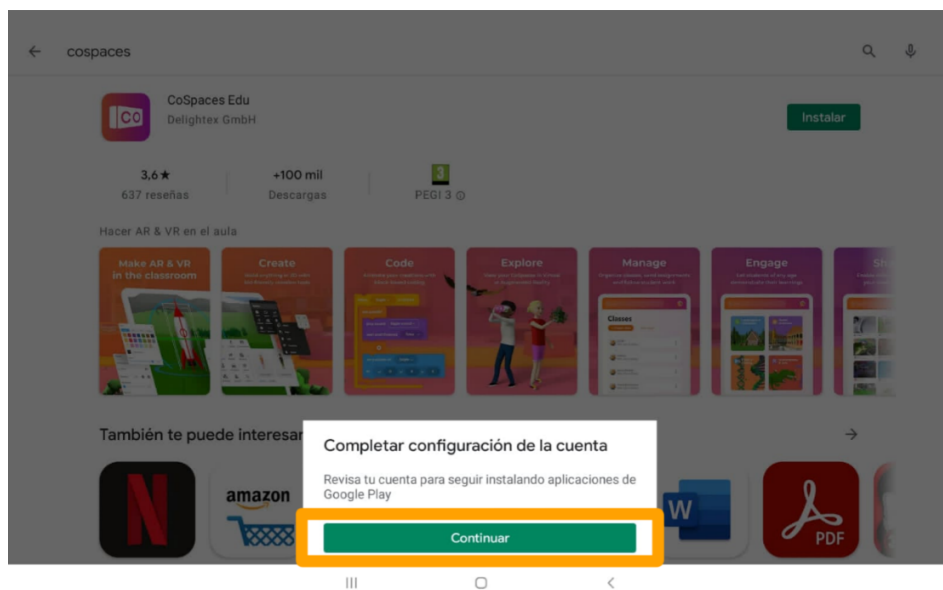 cospaces
CoSpaces Edu
Delightex GmbH
Instalar
3,6★
637 reseñas
+100 mil
Descargas
3
PEGI 3
Hacer AR & VR en el aula
Make AR & VR
in the classroom
Create
Code
Explore
Manage
Engage
Sh
Classes
También te puede interesar
amazon
W
PDF
Completar configuración de la cuenta
Revisa tu cuenta para seguir instalando aplicaciones de
Google Play
Continuar